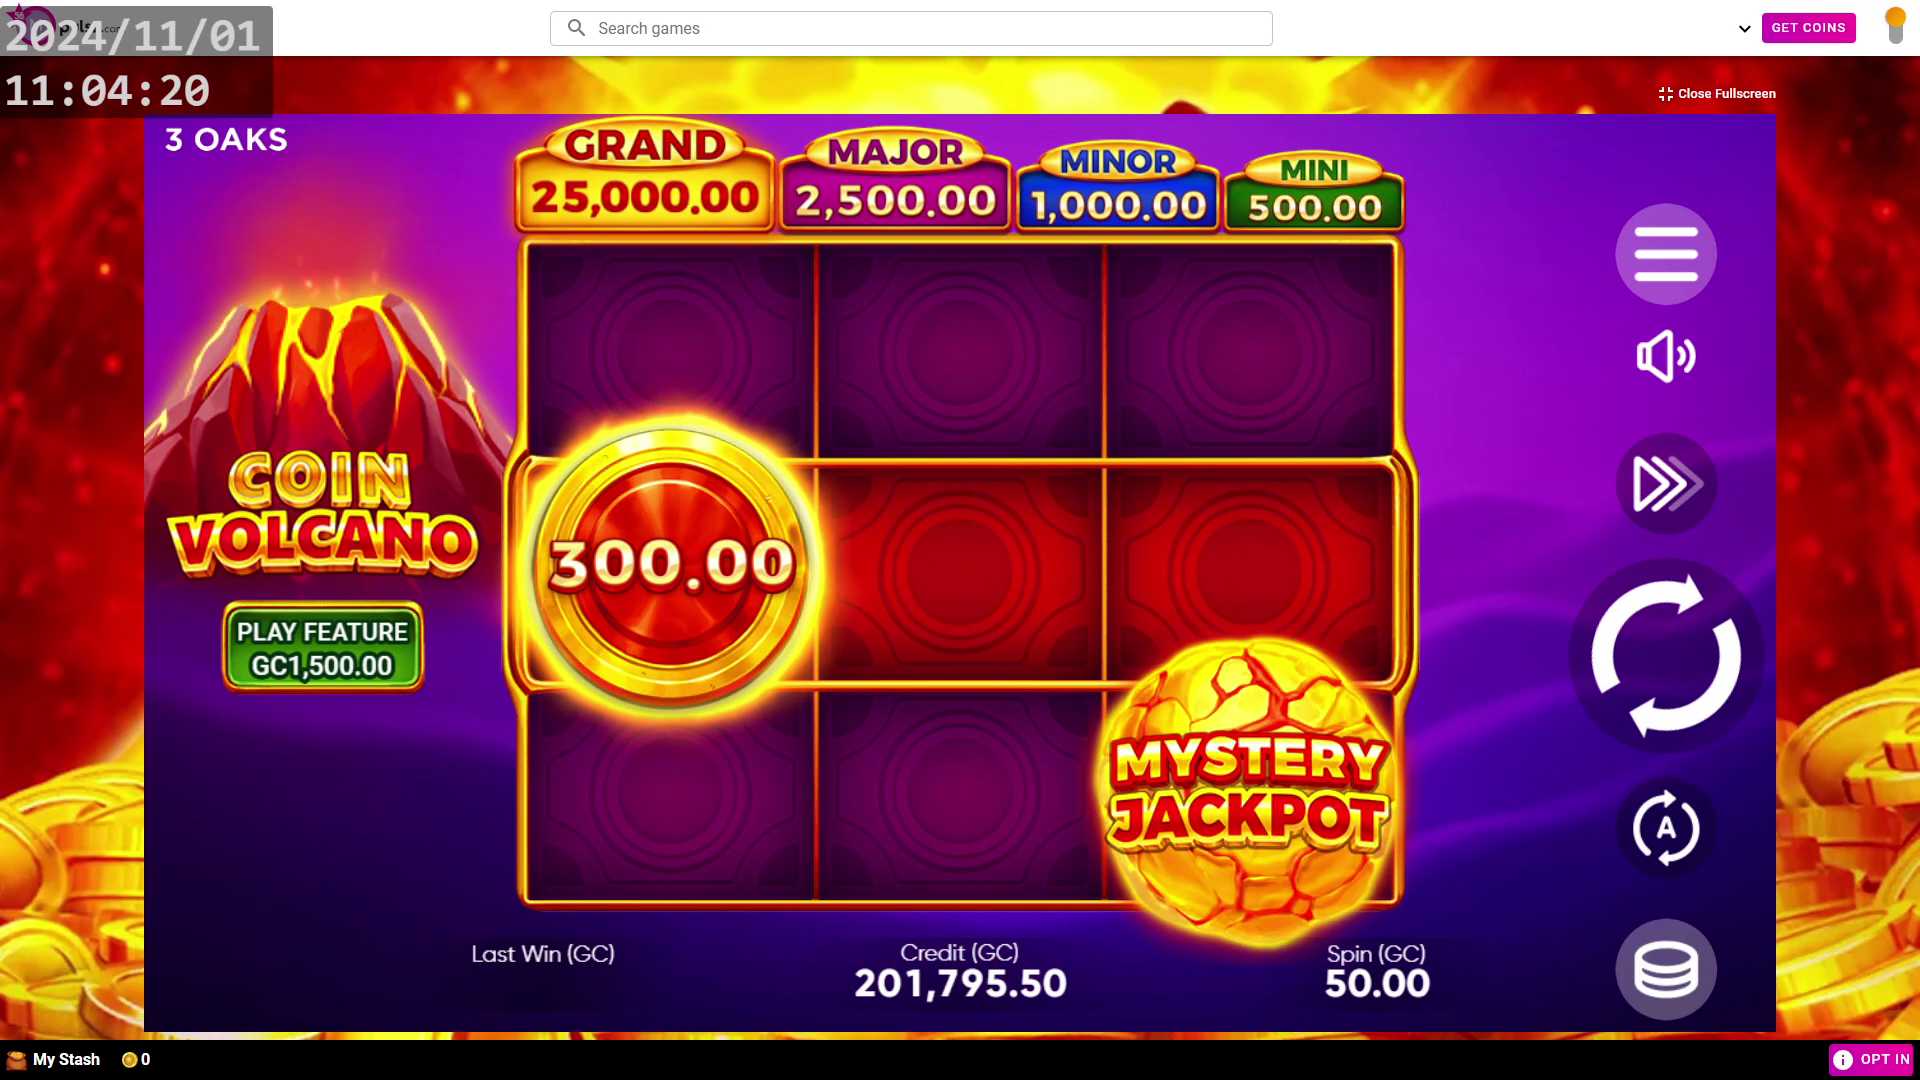 2024/11/01
11:04:20
Search games
GET COINS
Close Fullscreen
3 OAKS
GRAND
25,000.00
MAJOR
2,500.00
MINOR
1,000.00
MINI
500.00
COIN
VOLCANO
PLAY FEATURE
GC1,500.00
300.00
MYSTERY
JACKPOT
A
Last Win (GC)
Credit (GC)
201,795.50
Spin (GC)
50.00
My Stash
0
OPT IN